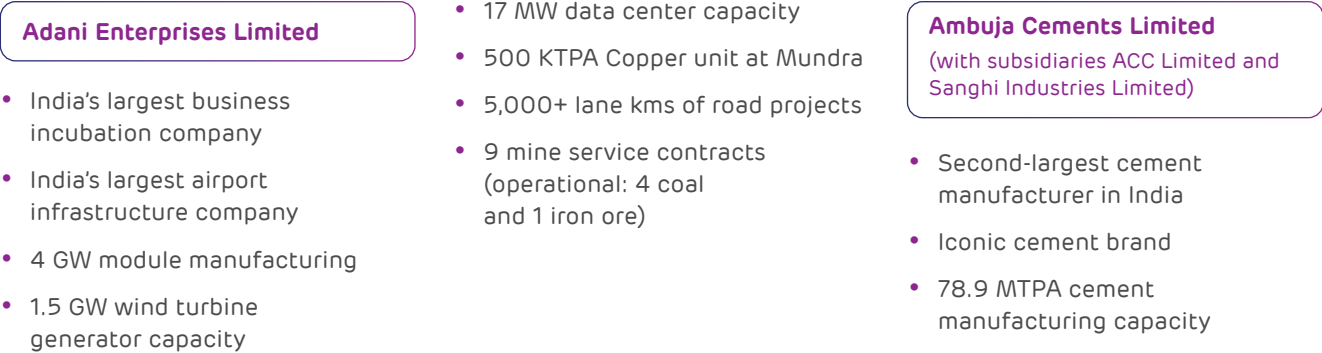 Adani Enterprises Limited
• India's largest business
incubation company
• India's largest airport
infrastructure company
• 4 GW module manufacturing
• 1.5 GW wind turbine
generator capacity
• 17 MW data center capacity
• 500 KTPA Copper unit at Mundra
• 5,000+ lane kms of road projects
• 9 mine service contracts
(operational: 4 coal
and 1 iron ore)
Ambuja Cements Limited
(with subsidiaries ACC Limited and
Sanghi Industries Limited)
• Second-largest cement
manufacturer in India
• Iconic cement brand
• 78.9 MTPA cement
manufacturing capacity